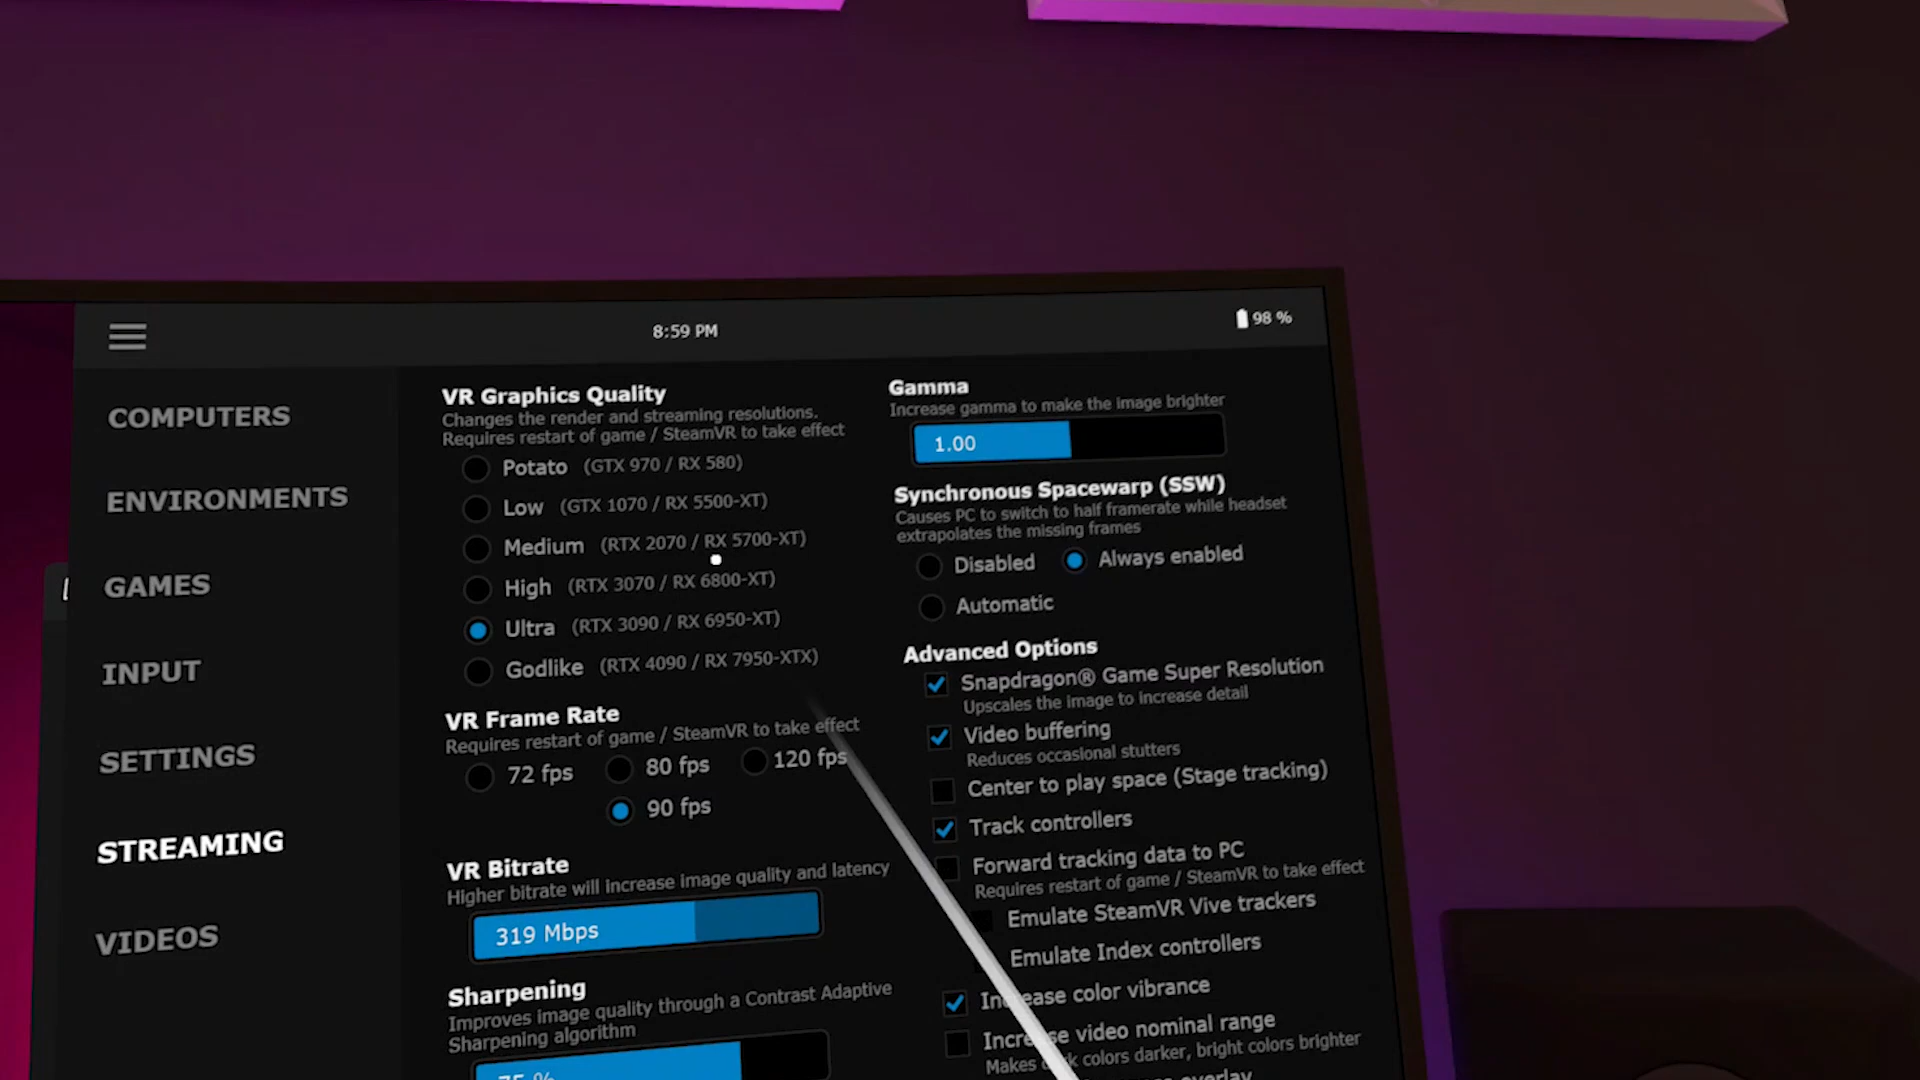 8:59 PM
98 %
COMPUTERS
ENVIRONMENTS
GAMES
INPUT
SETTINGS
STREAMING
VIDEOS
VR Graphics Quality
Changes the render and streaming resolutions.
Requires restart of game / SteamVR to take effect
Potato (GTX 970 / RX 580)
Low (GTX 1070 / RX 5500-XT)
Medium (RTX 2070 / RX 5700-XT)
High (RTX 3070 / RX 6800-XT)
Ultra (RTX 3090 / RX 6950-XT)
Godlike (RTX 4090 / RX 7950-XTX)
VR Frame Rate
Requires restart of game / SteamVR to take effect
72 fps 80 fps 120 fps
90 fps
VR Bitrate
Higher bitrate will increase image quality and latency
319 Mbps
Sharpening
Improves image quality through a Contrast Adaptive
Sharpening algorithm
75 %
Gamma
Increase gamma to make the image brighter
1.00
Synchronous Spacewarp (SSW)
Causes PC to switch to half framerate while headset
extrapolates the missing frames
Disabled Always enabled
Automatic
Advanced Options
Snapdragon® Game Super Resolution
Upscales the image to increase detail
Video buffering
Reduces occasional stutters
Center to play space (Stage tracking)
Track controllers
Forward tracking data to PC
Requires restart of game / SteamVR to take effect
Emulate SteamVR Vive trackers
Emulate Index controllers
Increase color vibrance
Increase video nominal range
Makes dark colors darker, bright colors brighter
overlay